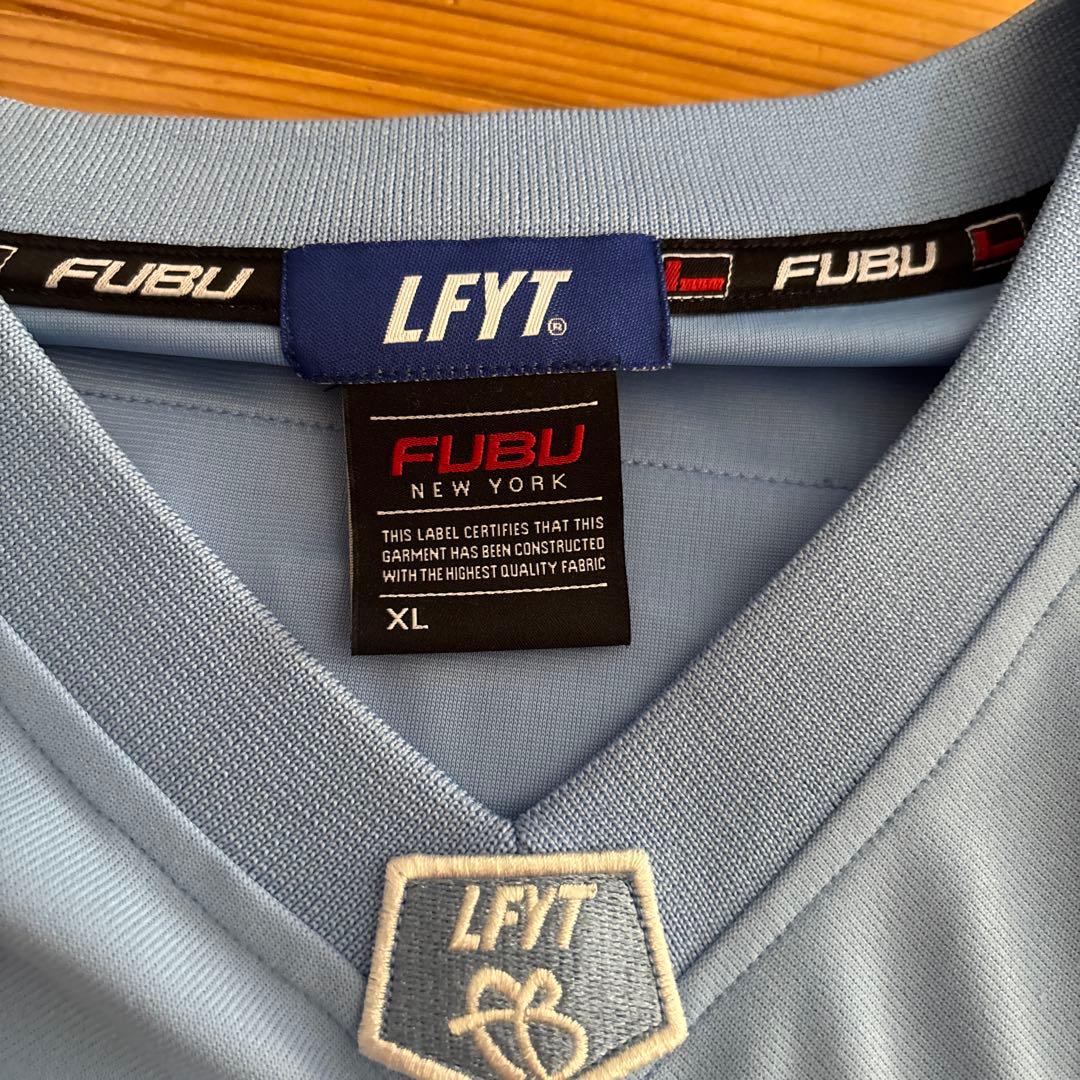 FUBU
LFYT®
FUBU
FUBU
NEW YORK
THIS LABEL CERTIFIES THAT THIS
GARMENT HAS BEEN CONSTRUCTED
WITH THE HIGHEST QUALITY FABRIC
XL
LFYT